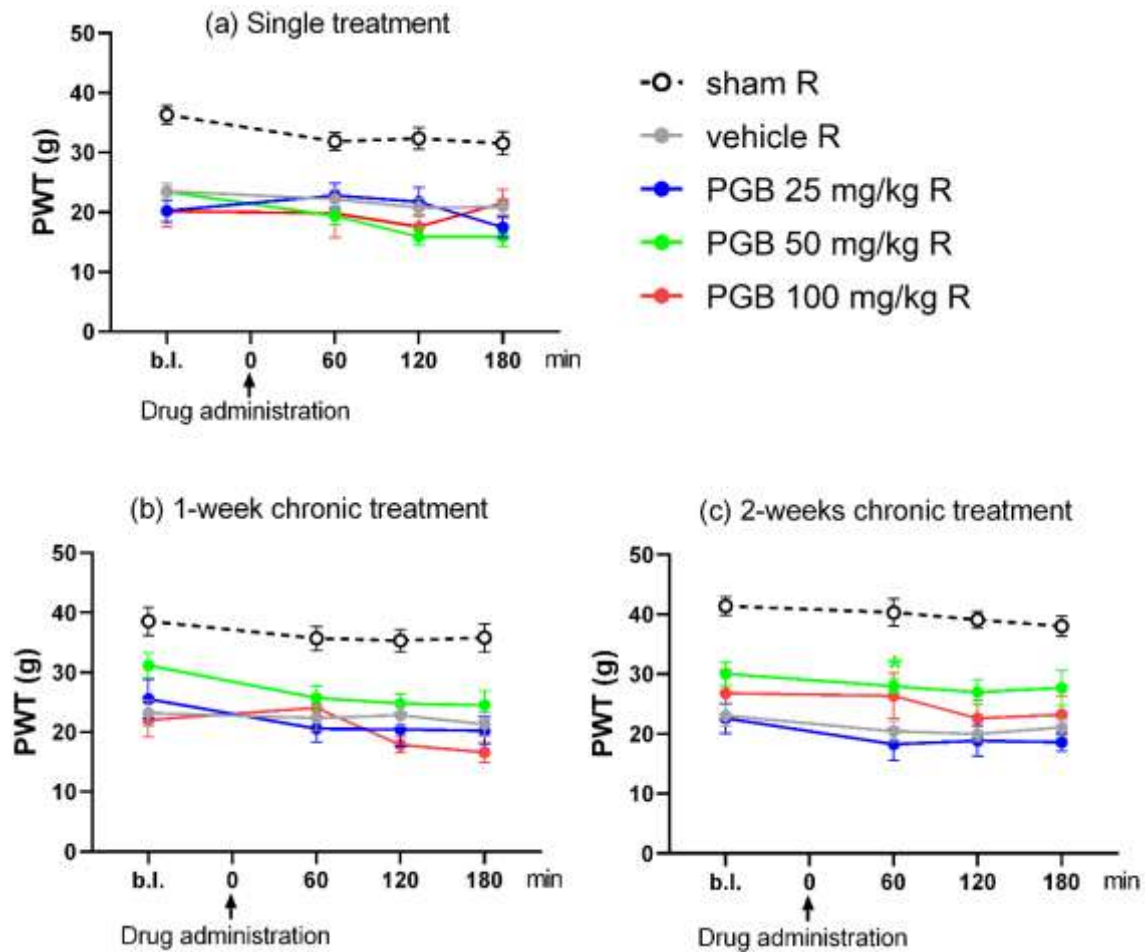 (a) Single treatment
50
40
30
20
10
0
PWT (g)
b.l. 0 60 120 180 min
Drug administration
sham R
vehicle R
PGB 25 mg/kg R
PGB 50 mg/kg R
PGB 100 mg/kg R
(b) 1-week chronic treatment
50
40
30
20
10
0
PWT (g)
b.l. 0 60 120 180 min
Drug administration
(c) 2-weeks chronic treatment
50
40
30
20
10
0
PWT (g)
*
b.l. 0 60 120 180 min
Drug administration